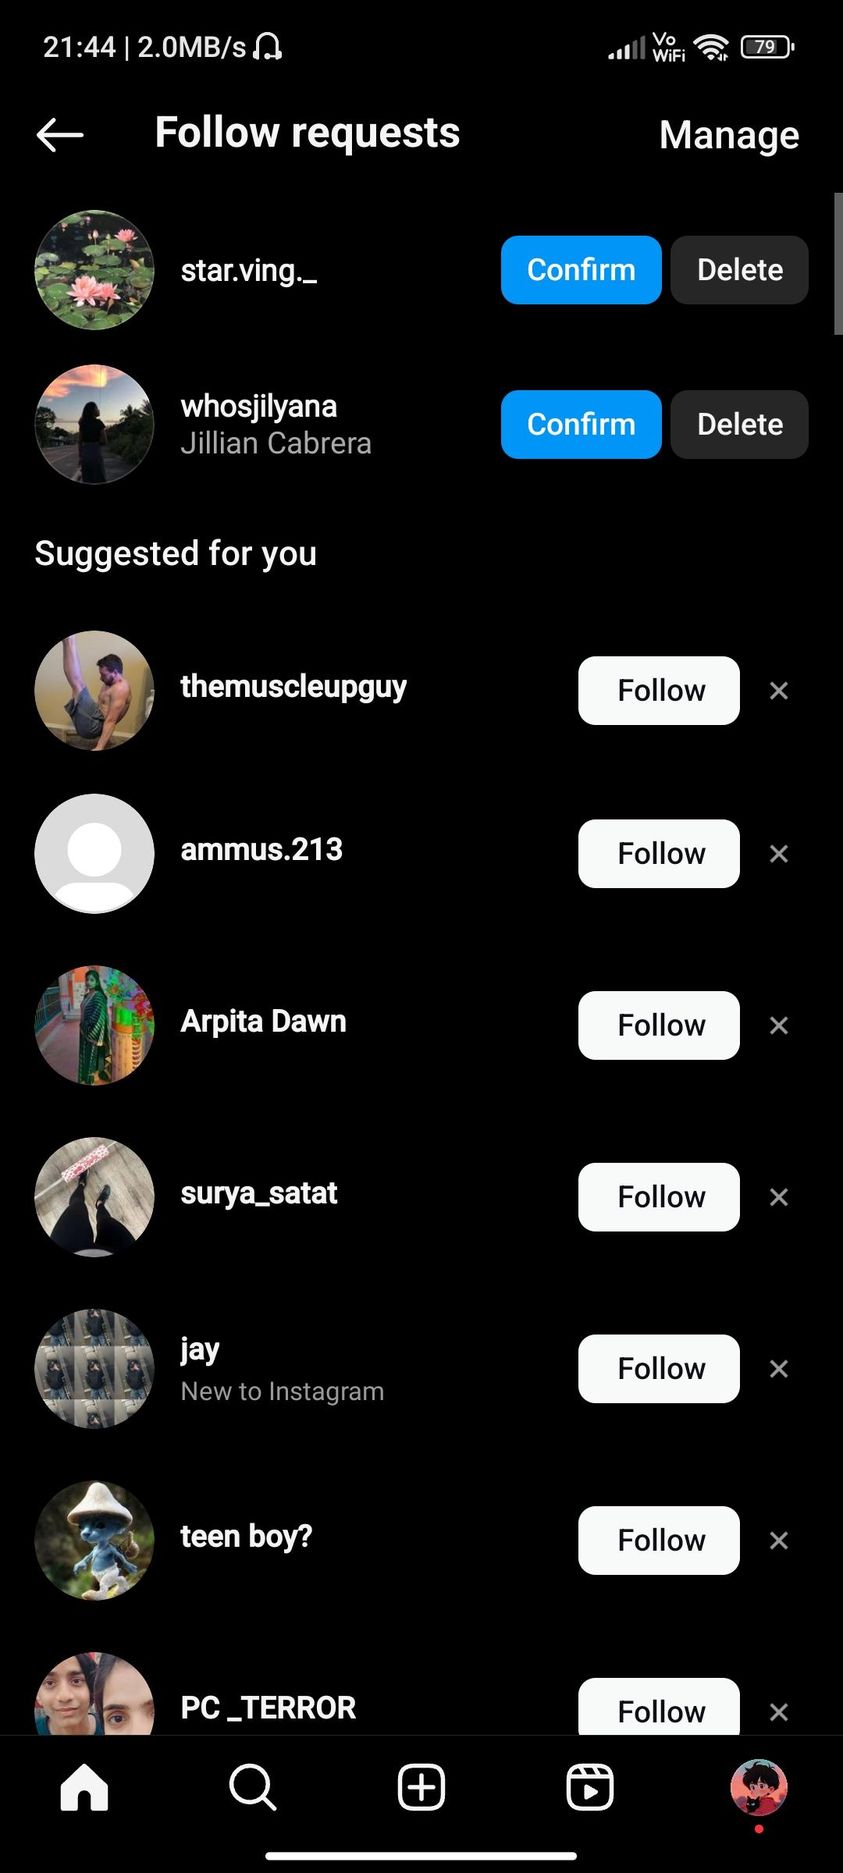 21:44 | 2.0MB/s
Vo
WiFi
79
Follow requests
Manage
star.ving._
Confirm
Delete
whosjilyana
Jillian Cabrera
Confirm
Delete
Suggested for you
themuscleupguy
Follow
ammus.213
Follow
Arpita Dawn
Follow
surya_satat
Follow
jay
New to Instagram
Follow
teen boy?
Follow
PC _TERROR
Follow